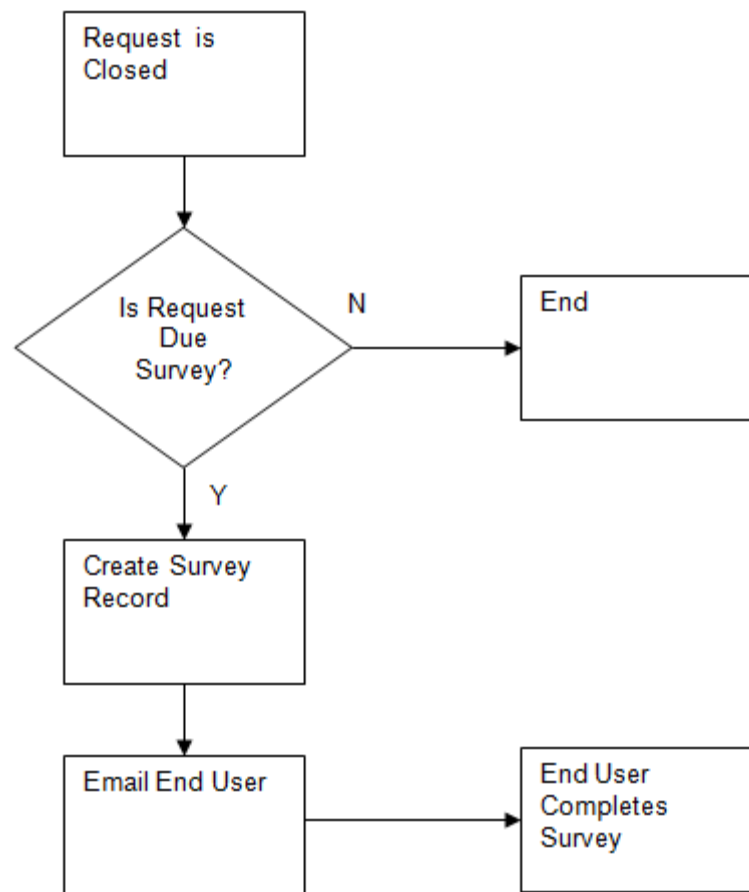 Request is
Closed
Is Request
Due
Survey?
N
End
Y
Create Survey
Record
Email End User
End User
Completes
Survey